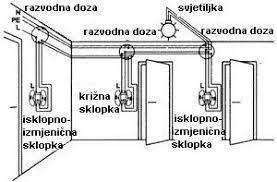 razvodna doza
svjetiljka
razvodna doza
razvodna doza
N
PE L
isklopno-
izmjenična
sklopka
križna
sklopka
isklopno-
izmjenična
sklopka